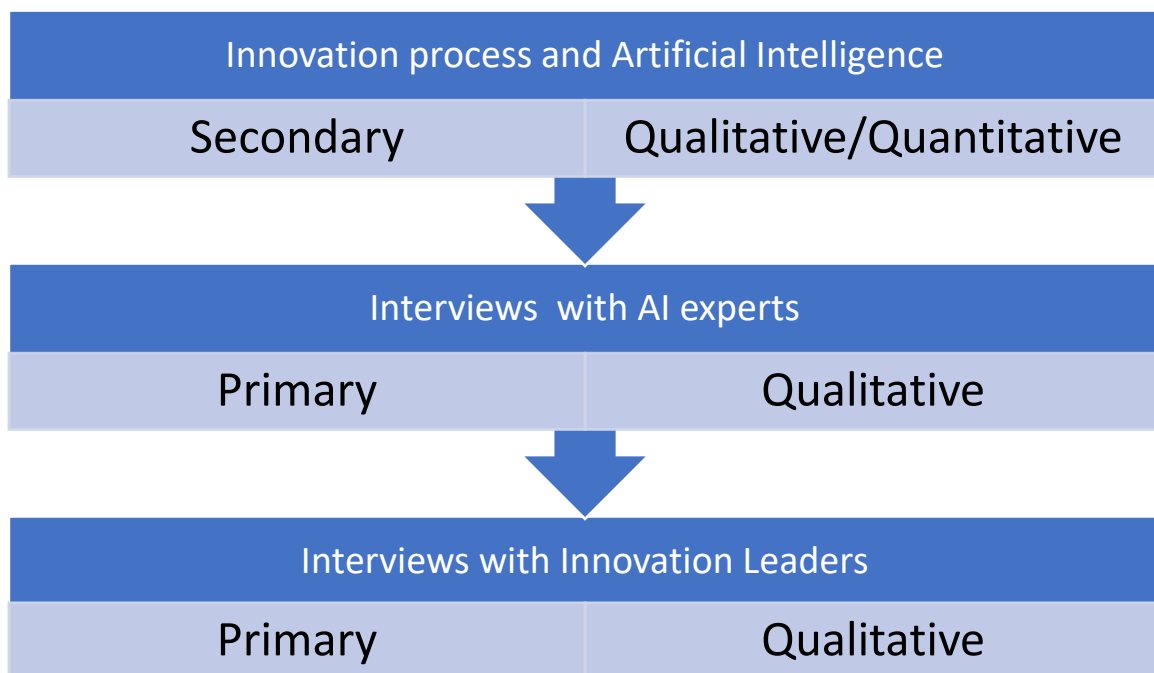 Innovation process and Artificial Intelligence
Secondary
Qualitative/Quantitative
Interviews  with AI experts
Primary
Qualitative
Interviews with Innovation Leaders
Primary
Qualitative